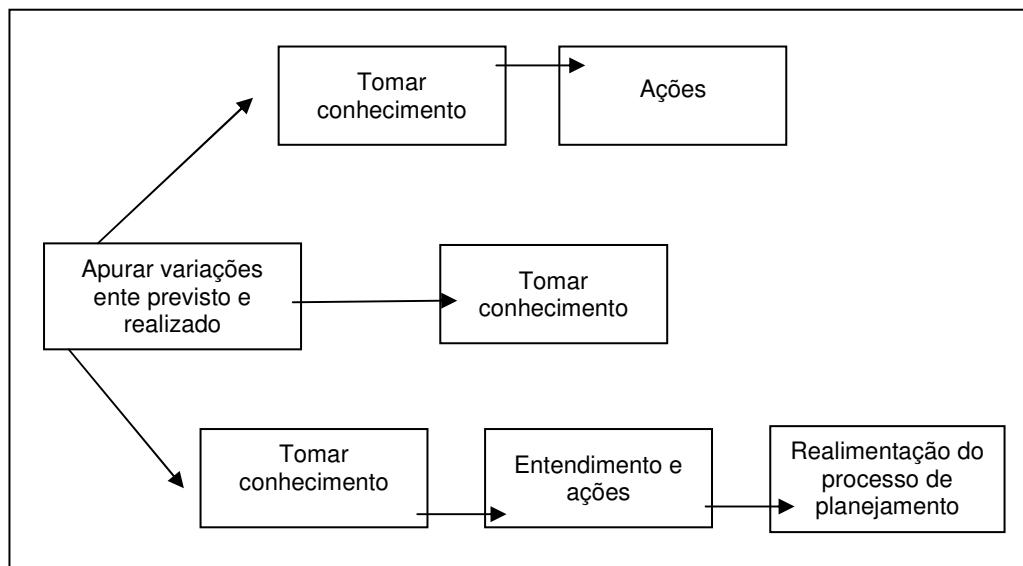 Tomar
conhecimento
Ações
Apurar variações
ente previsto e
realizado
Tomar
conhecimento
Tomar
conhecimento
Entendimento e
ações
Realimentação do
processo de
planejamento